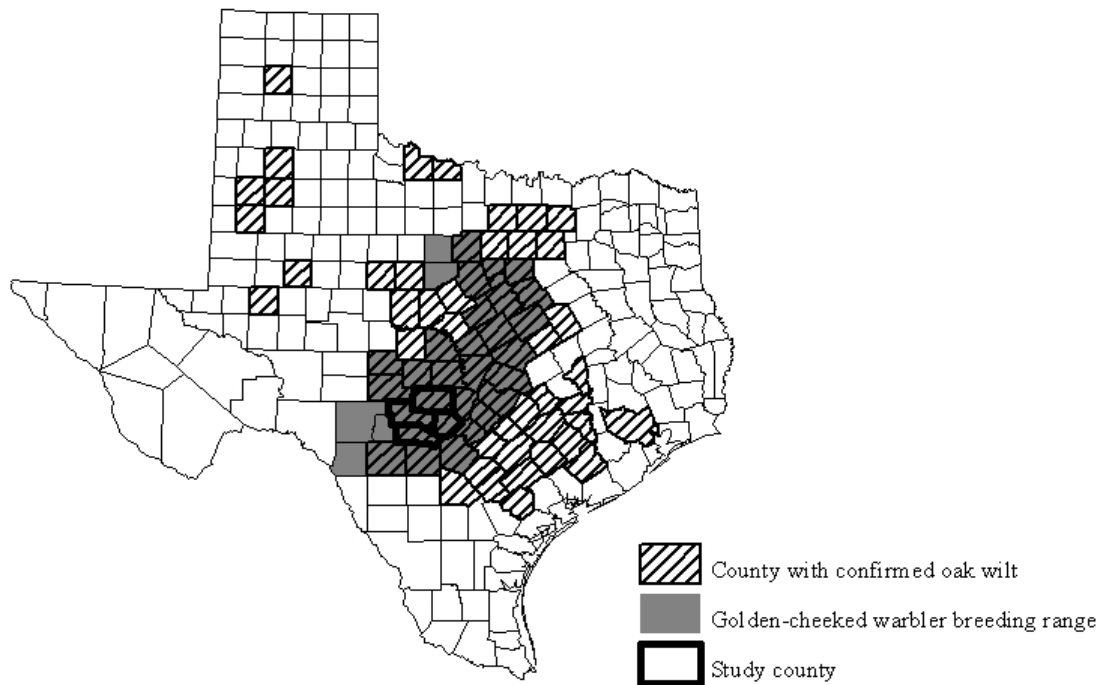 County with confirmed oak wilt
Golden-cheeked warbler breeding range
Study county